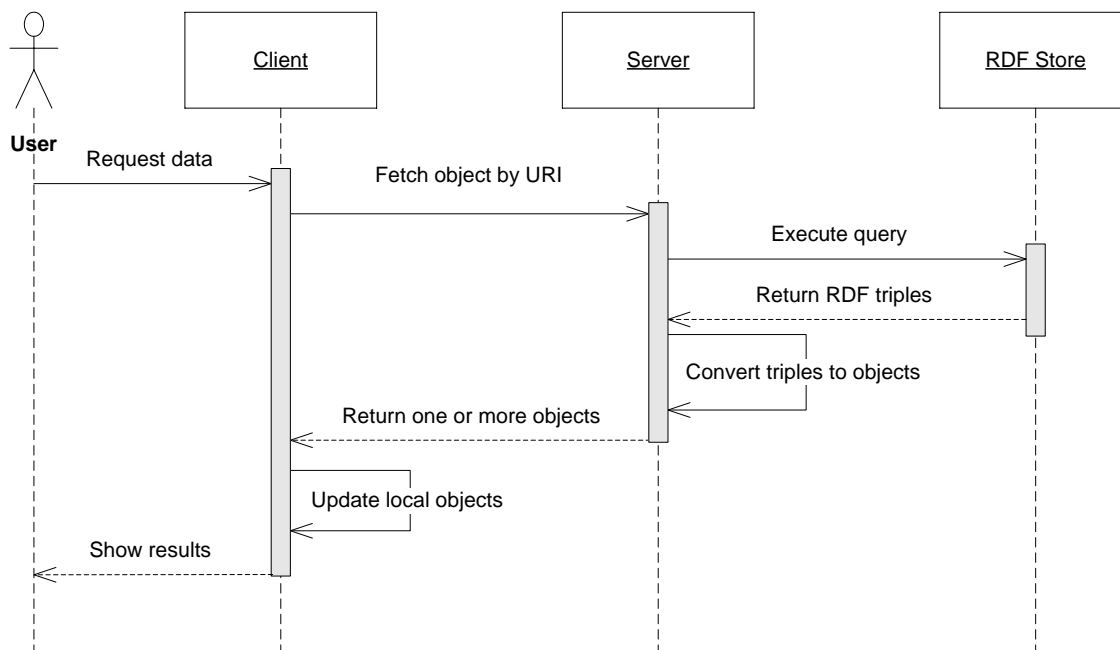 Client
Server
RDF Store
User
Request data
Fetch object by URI
Execute query
Return RDF triples
Convert triples to objects
Return one or more objects
Update local objects
Show results